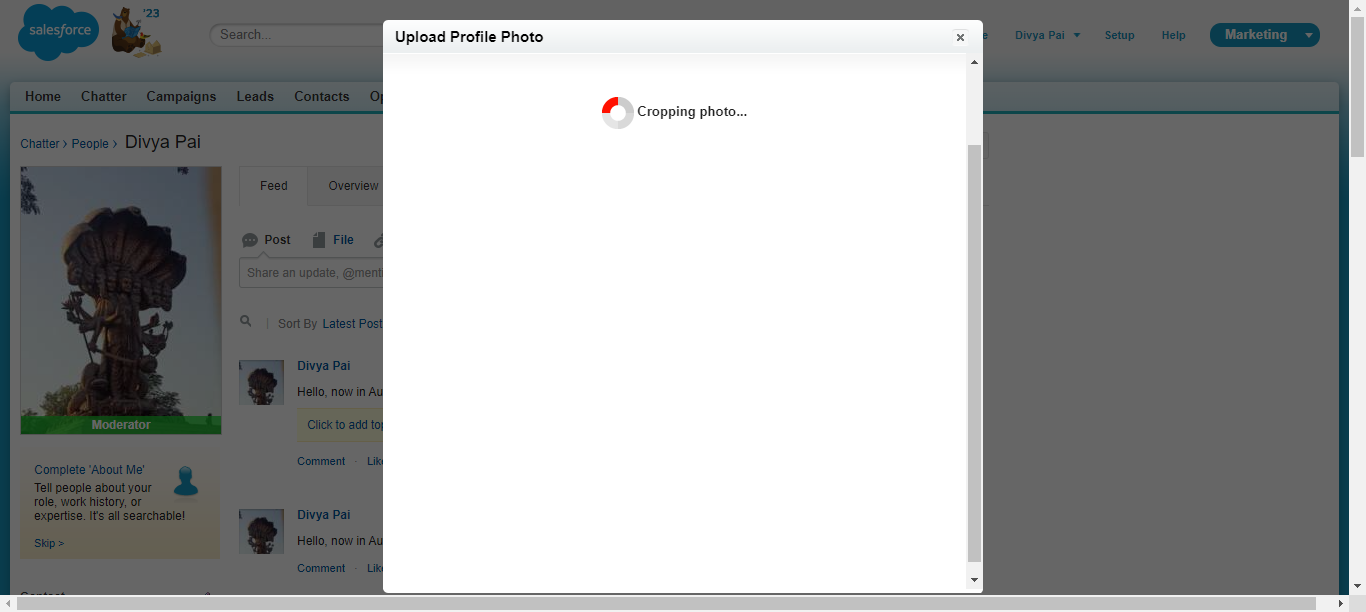 salesforce
'23
Search...
Divya Pai
Setup
Help
Marketing
Home
Chatter
Campaigns
Leads
Contacts
Upload Profile Photo
Cropping photo...
Chatter › People › Divya Pai
Moderator
Complete 'About Me'
Tell people about your
role, work history, or
expertise. It's all searchable!
Skip >
Feed
Overview
Post
File
Share an update, @menti
Sort By Latest Post
Divya Pai
Hello, now in Au
Click to add top
Comment · Like
Divya Pai
Hello, now in Au
Comment · Like